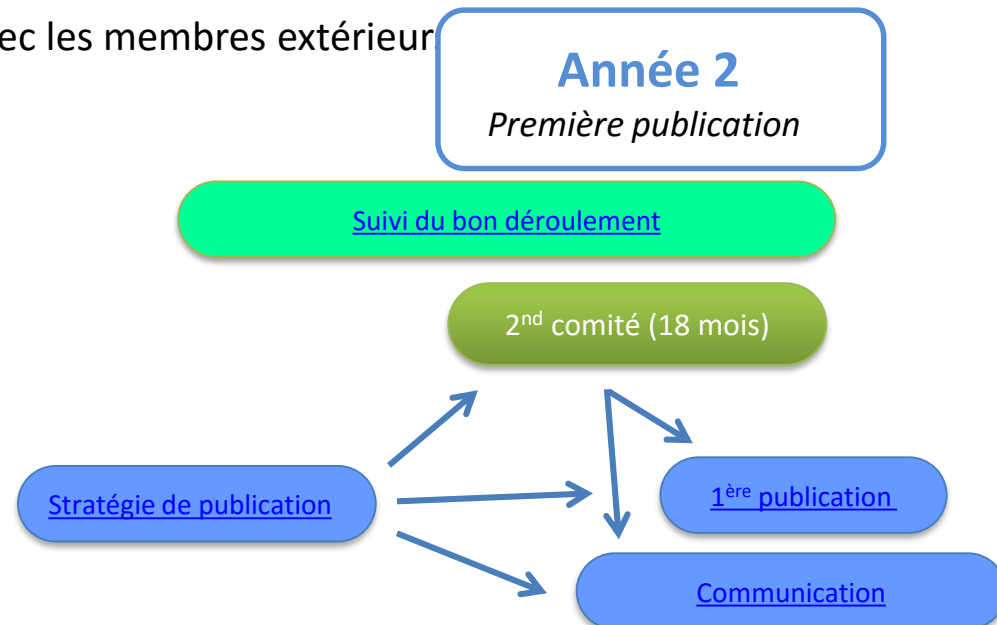 ec les membres extérieur
Année 2
Première publication
Suivi du bon déroulement
2nd comité (18 mois)
Stratégie de publication
1ère publication
Communication